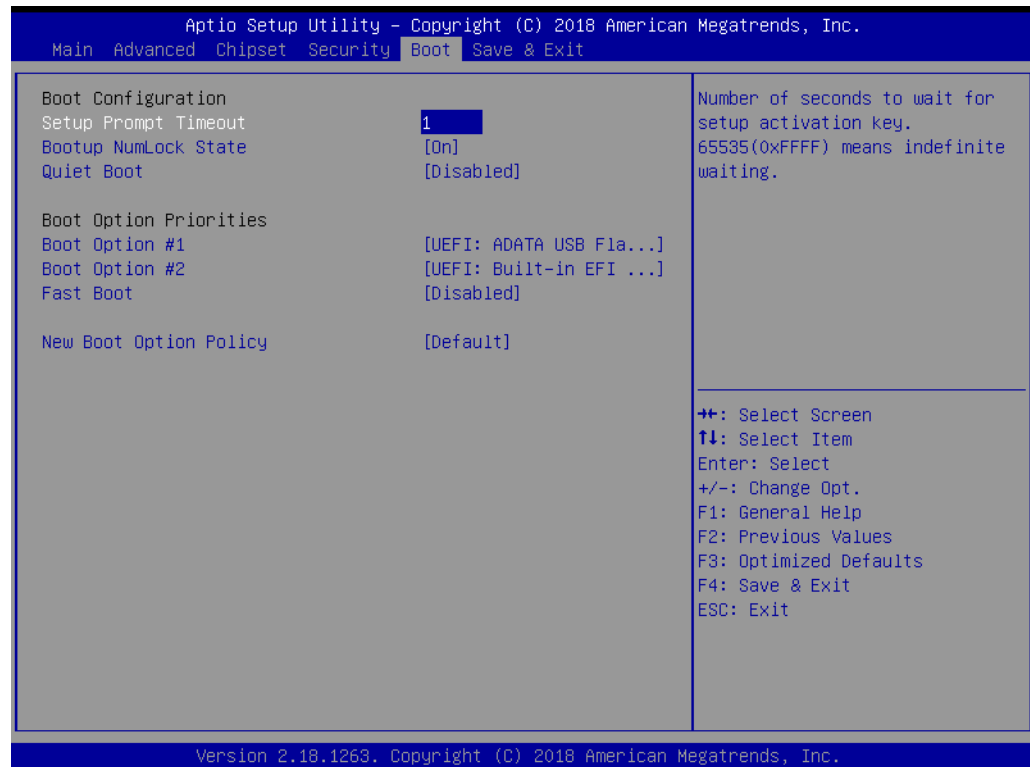 Aptio Setup Utility – Copyright (C) 2018 American Megatrends, Inc.
Main Advanced Chipset Security Boot Save & Exit
Boot Configuration
Setup Prompt Timeout 1
Bootup NumLock State [On]
Quiet Boot [Disabled]
Boot Option Priorities
Boot Option #1 [UEFI: ADATA USB Fla...]
Boot Option #2 [UEFI: Built-in EFI ...]
Fast Boot [Disabled]
New Boot Option Policy [Default]
Number of seconds to wait for
setup activation key.
65535(0xFFFF) means indefinite
waiting.
→←: Select Screen
↑↓: Select Item
Enter: Select
+/-: Change Opt.
F1: General Help
F2: Previous Values
F3: Optimized Defaults
F4: Save & Exit
ESC: Exit
Version 2.18.1263. Copyright (C) 2018 American Megatrends, Inc.